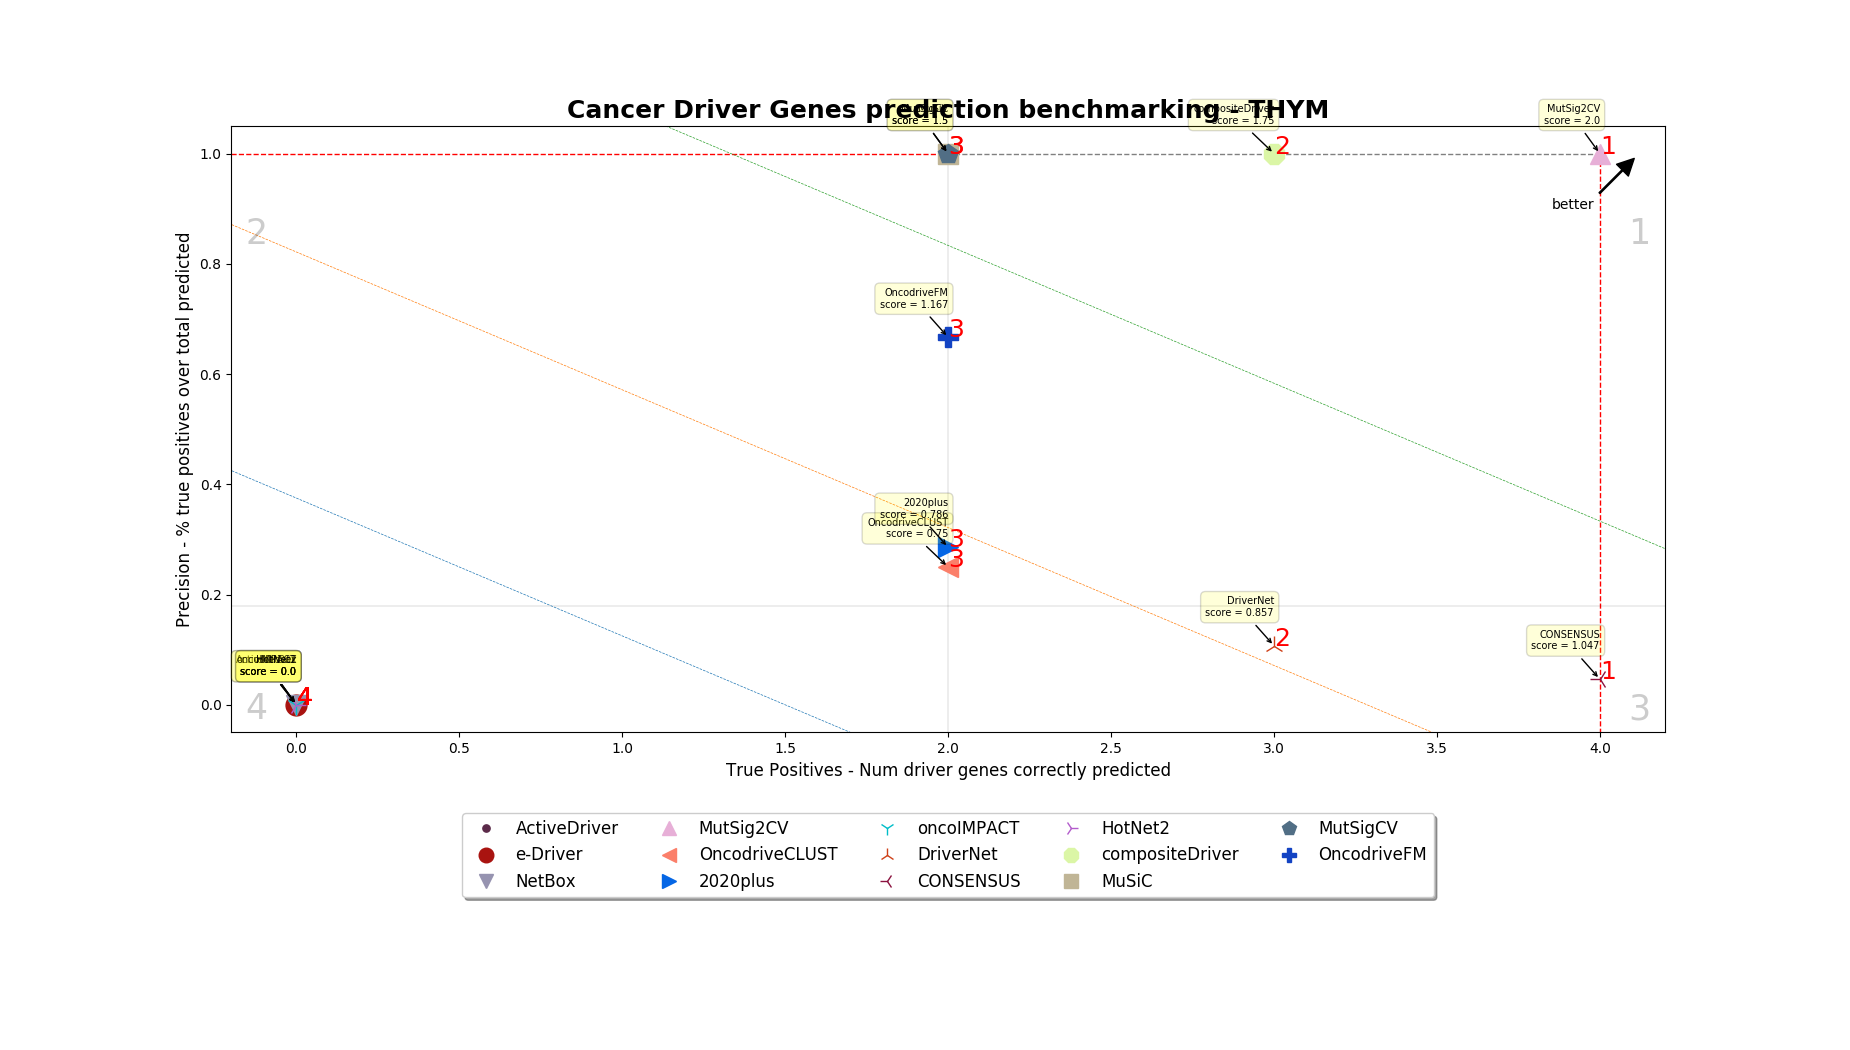 Cancer Driver Genes prediction benchmarking - THYM
score = 1.5
compositeDriver
score = 1.75
MutSig2CV
score = 2.0
1.0
3
2
1
better
2
1
0.8
OncodriveFM
score = 1.167
3
0.6
Precision - % true positives over total predicted
0.4
2020plus
score = 0.786
OncodriveCLUST
score = 0.75
3
3
0.2
DriverNet
score = 0.857
2
CONSENSUS
score = 1.047
1
score = 0.0
4
0.0
4
3
0.0
0.5
1.0
1.5
2.0
2.5
3.0
3.5
4.0
True Positives - Num driver genes correctly predicted
ActiveDriver
e-Driver
NetBox
MutSig2CV
OncodriveCLUST
2020plus
oncoIMPACT
DriverNet
CONSENSUS
HotNet2
compositeDriver
MuSiC
MutSigCV
OncodriveFM